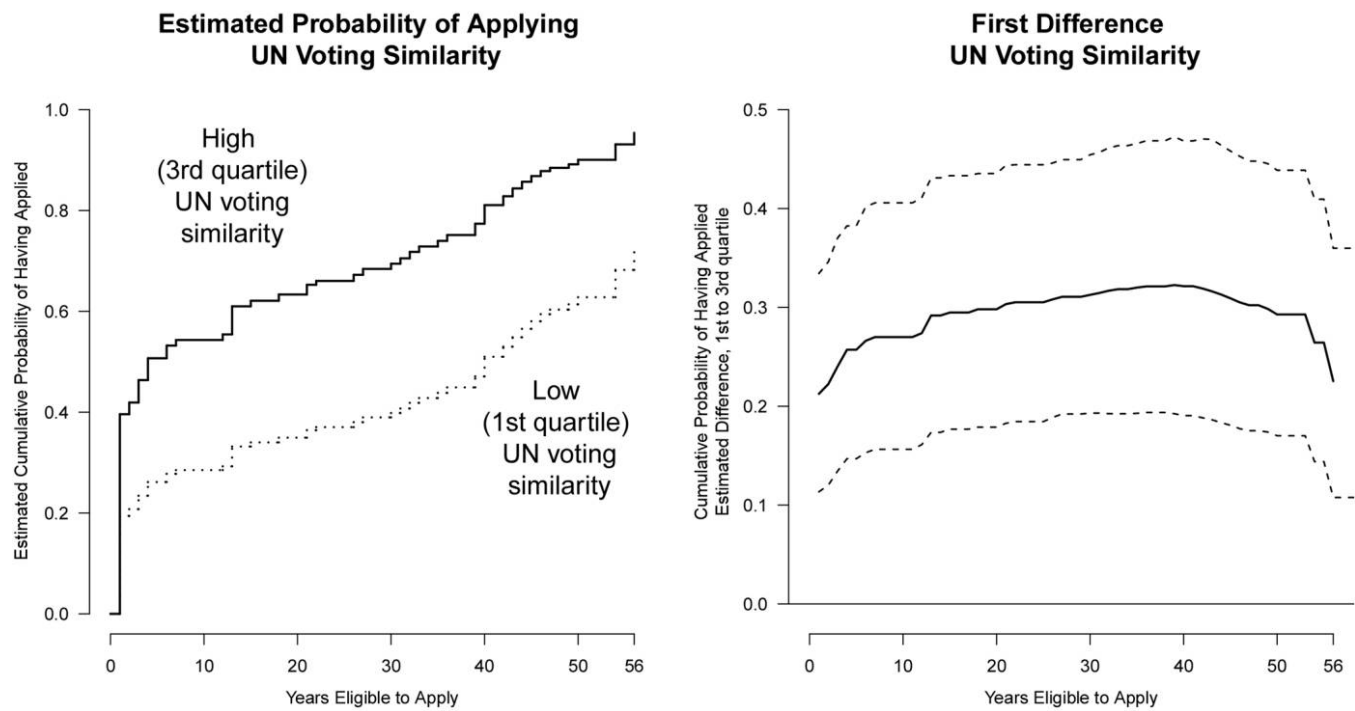 Estimated Probability of Applying
UN Voting Similarity
Estimated Cumulative Probability of Having Applied
1.0
0.8
0.6
0.4
0.2
0.0
High
(3rd quartile)
UN voting
similarity
Low
(1st quartile)
UN voting
similarity
0 10 20 30 40 50 56
Years Eligible to Apply
First Difference
UN Voting Similarity
Cumulative Probability of Having Applied
Estimated Difference, 1st to 3rd quartile
0.5
0.4
0.3
0.2
0.1
0.0
0 10 20 30 40 50 56
Years Eligible to Apply